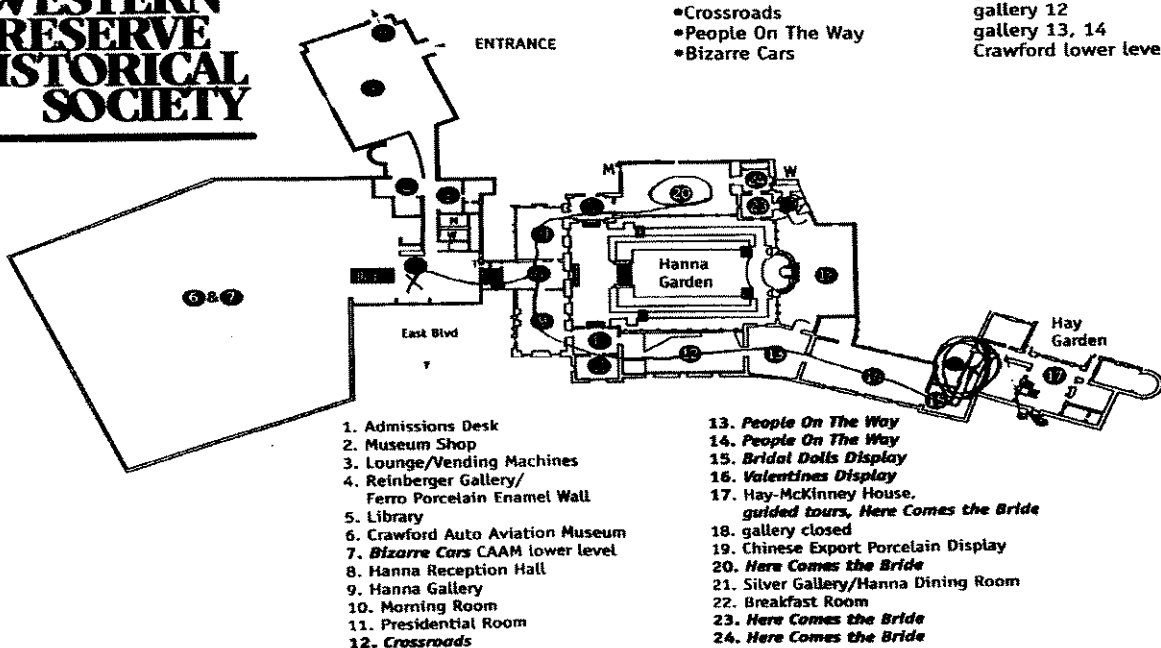 WESTERN
RESERVE
HISTORICAL
SOCIETY
•Crossroads gallery 12
•People On The Way gallery 13, 14
•Bizarre Cars Crawford lower leve
ENTRANCE
M
W
20
M
W
Hanna
Garden
19
6&7
East Blvd
Hay
Garden
17
12
1. Admissions Desk
2. Museum Shop
3. Lounge/Vending Machines
4. Reinberger Gallery/
Ferro Porcelain Enamel Wall
5. Library
6. Crawford Auto Aviation Museum
7. Bizarre Cars CAAM lower level
8. Hanna Reception Hall
9. Hanna Gallery
10. Morning Room
11. Presidential Room
12. Crossroads
13. People On The Way
14. People On The Way
15. Bridal Dolls Display
16. Valentines Display
17. Hay-McKinney House,
guided tours, Here Comes the Bride
18. gallery closed
19. Chinese Export Porcelain Display
20. Here Comes the Bride
21. Silver Gallery/Hanna Dining Room
22. Breakfast Room
23. Here Comes the Bride
24. Here Comes the Bride